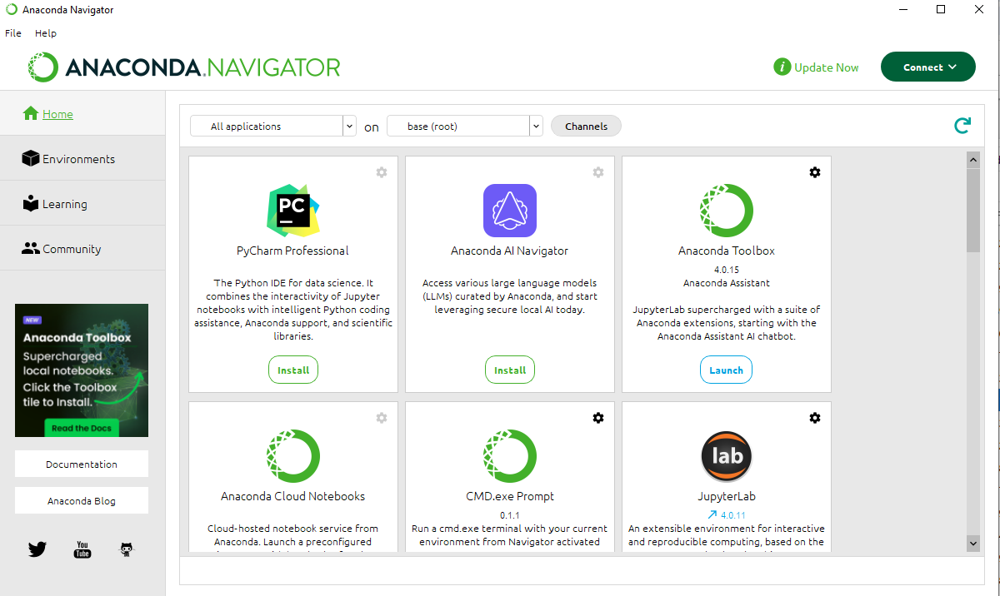 Anaconda Navigator
File Help
ANACONDA.NAVIGATOR
i Update Now
Connect
Home
Environments
Learning
Community
NEW
Anaconda Toolbox
Supercharged
local notebooks.
Click the Toolbox
tile to Install.
Read the Docs
Documentation
Anaconda Blog
You
Tube
All applications on base (root) Channels
PC
PyCharm Professional
The Python IDE for data science. It
combines the interactivity of Jupyter
notebooks with intelligent Python coding
assistance, Anaconda support, and scientific
libraries.
Install
Anaconda AI Navigator
Access various large language models
(LLMs) curated by Anaconda, and start
leveraging secure local AI today.
Install
Anaconda Toolbox
4.0.15
Anaconda Assistant
JupyterLab supercharged with a suite of
Anaconda extensions, starting with the
Anaconda Assistant AI chatbot.
Launch
Anaconda Cloud Notebooks
Cloud-hosted notebook service from
Anaconda. Launch a preconfigured
CMD.exe Prompt
0.1.1
Run a cmd.exe terminal with your current
environment from Navigator activated
lab
JupyterLab
4.0.11
An extensible environment for interactive
and reproducible computing, based on the